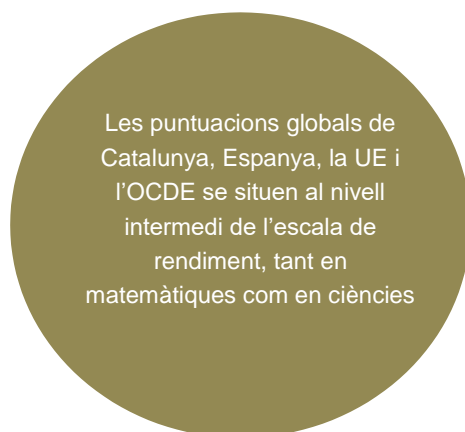 Les puntuacions globals de
Catalunya, Espanya, la UE i
l’OCDE se situen al nivell
intermedi de l’escala de
rendiment, tant en
matemàtiques com en ciències